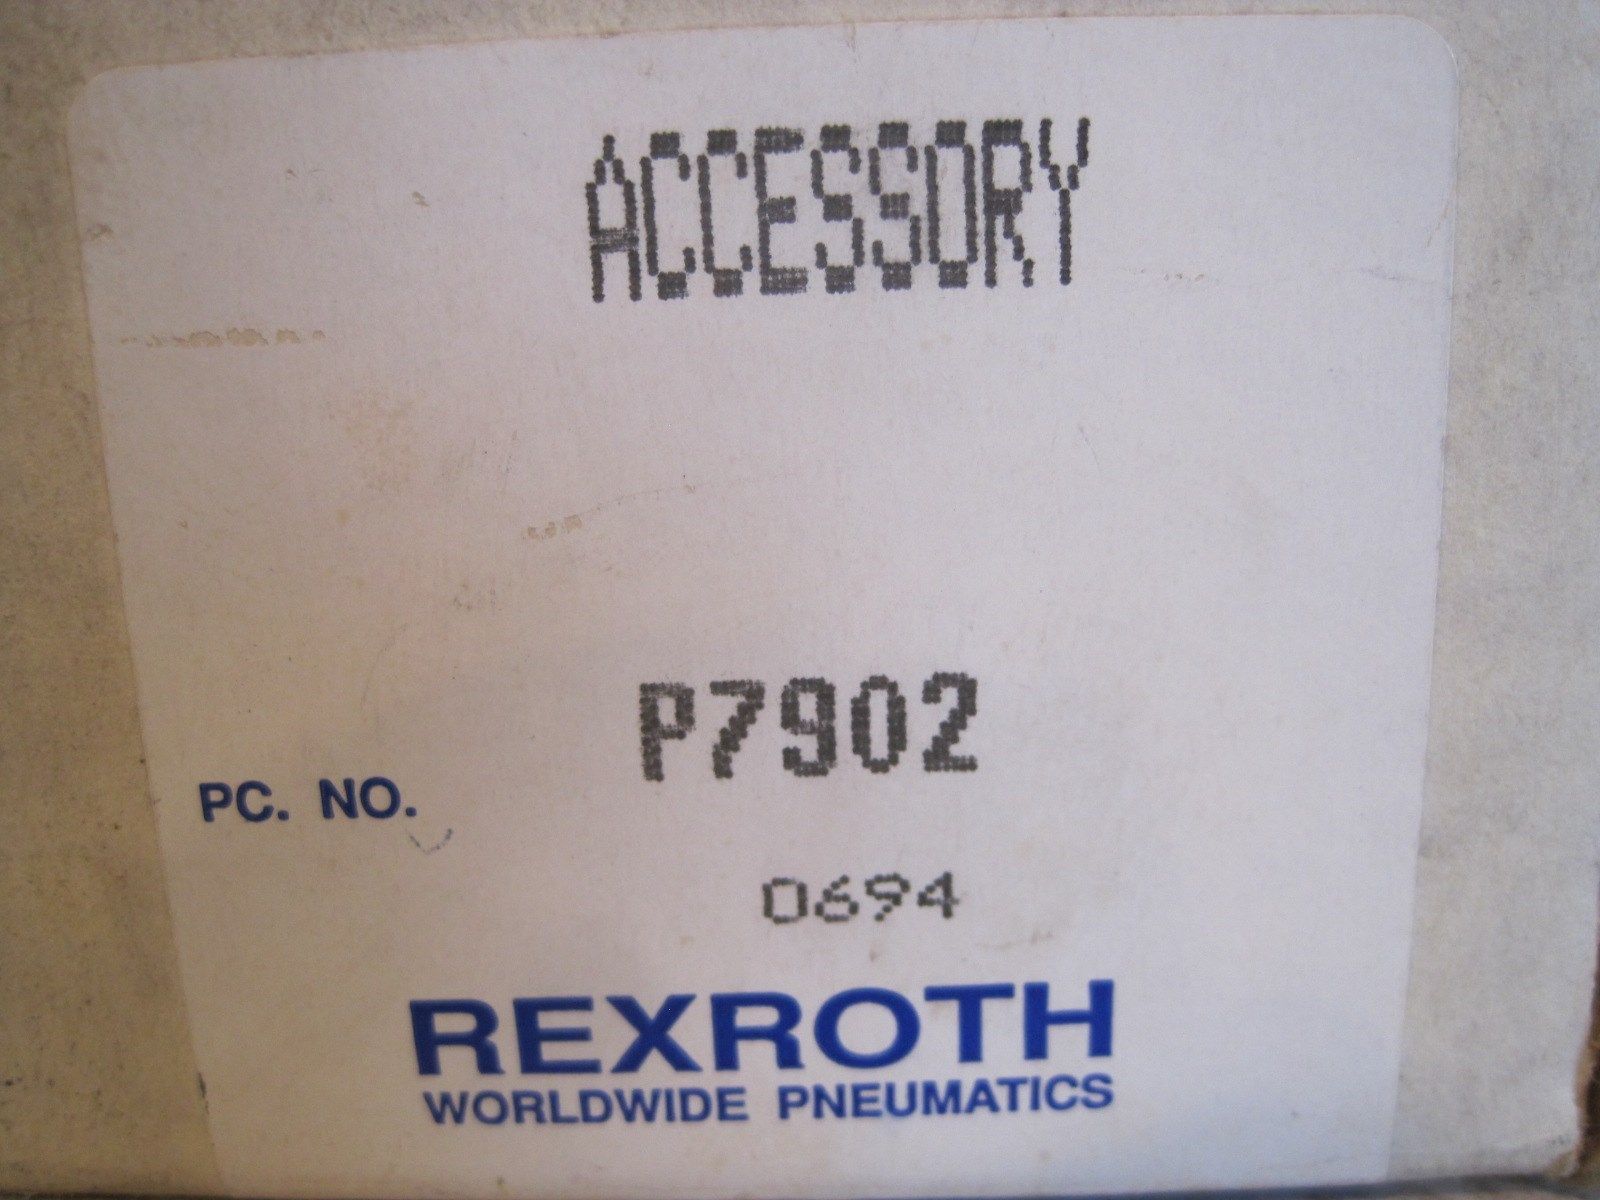 ACCESSORY
P7902
PC. NO.
0694
REXROTH
WORLDWIDE PNEUMATICS